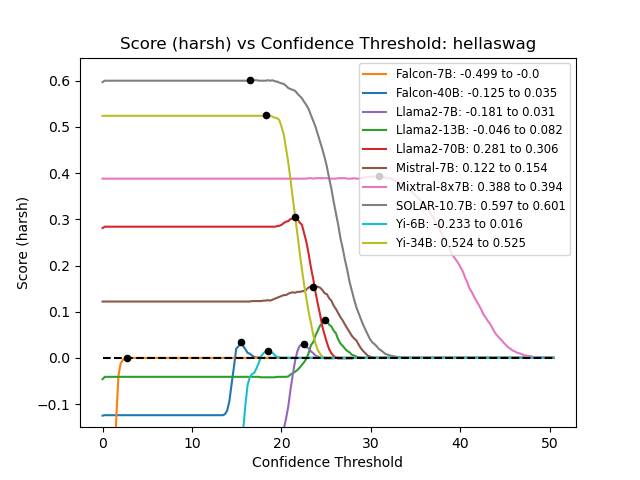 Score (harsh) vs Confidence Threshold: hellaswag
Score (harsh)
0.6
0.5
0.4
0.3
0.2
0.1
0.0
−0.1
Falcon-7B: -0.499 to -0.0
Falcon-40B: -0.125 to 0.035
Llama2-7B: -0.181 to 0.031
Llama2-13B: -0.046 to 0.082
Llama2-70B: 0.281 to 0.306
Mistral-7B: 0.122 to 0.154
Mixtral-8x7B: 0.388 to 0.394
SOLAR-10.7B: 0.597 to 0.601
Yi-6B: -0.233 to 0.016
Yi-34B: 0.524 to 0.525
0 10 20 30 40 50
Confidence Threshold